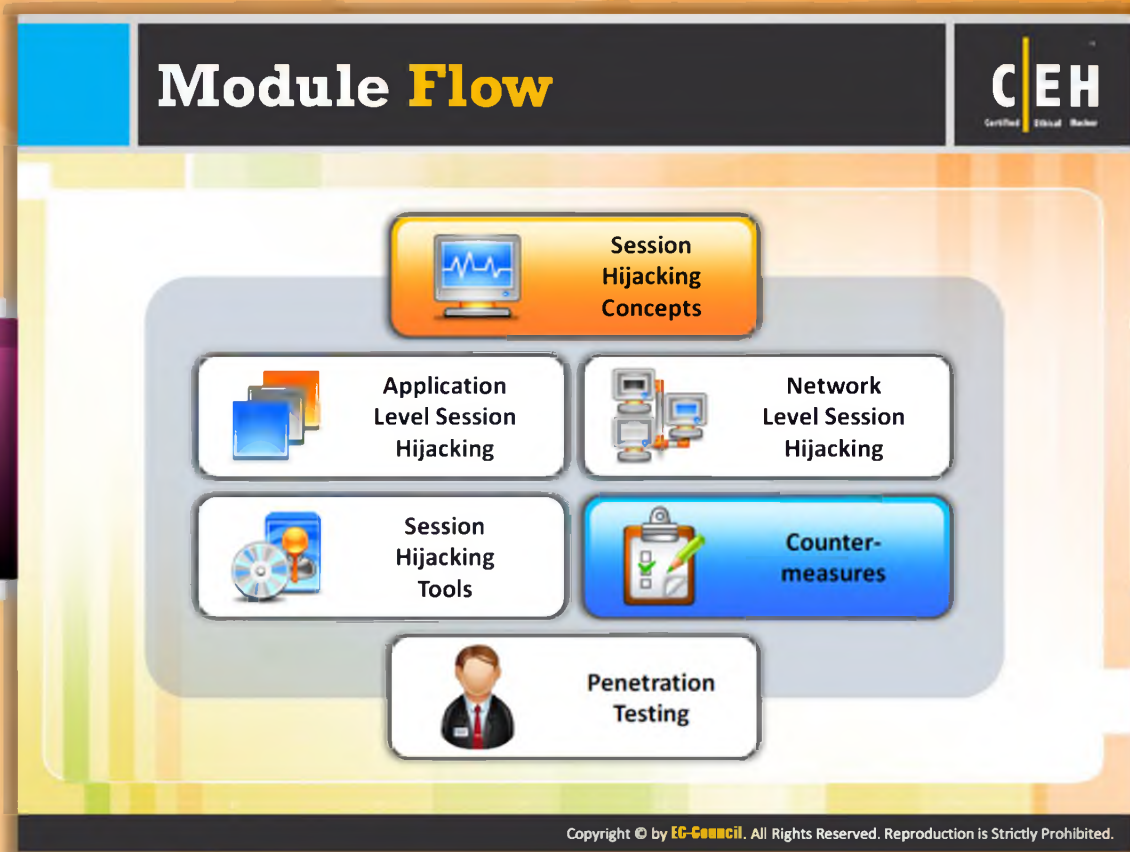 Module Flow
C EH
Certified Ethical Hacker
Session
Hijacking
Concepts
Application
Level Session
Hijacking
Network
Level Session
Hijacking
Session
Hijacking
Tools
Counter-
measures
Penetration
Testing
Copyright © by EC-Council. All Rights Reserved. Reproduction is Strictly Prohibited.